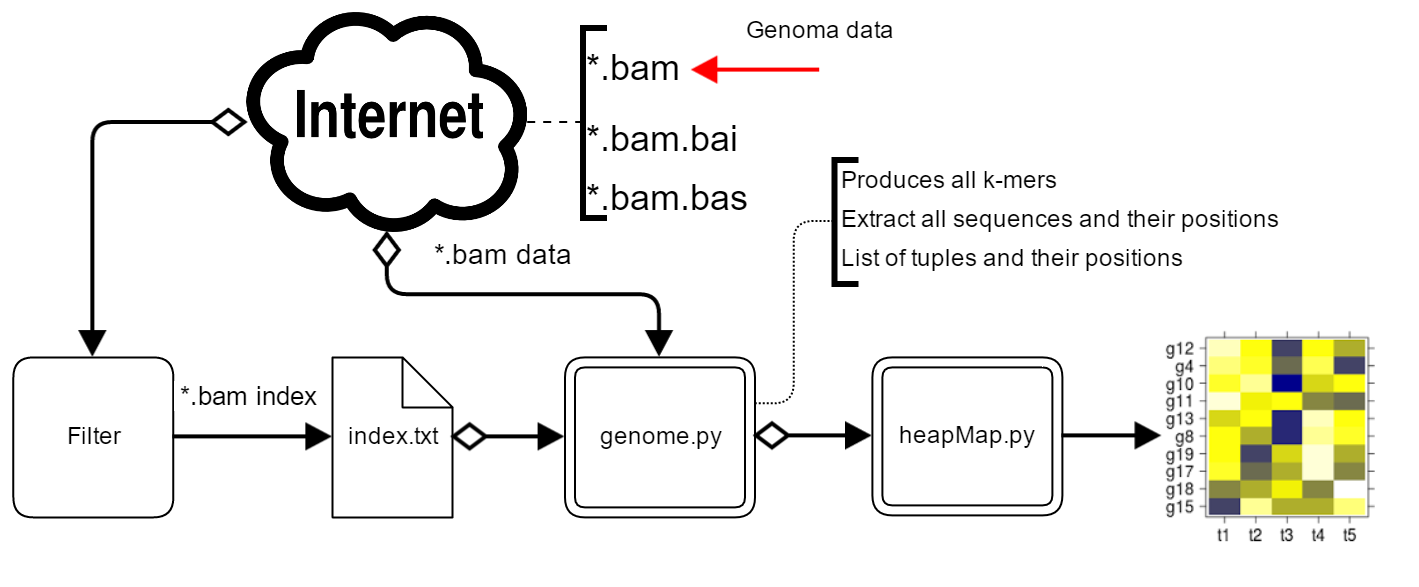 Genoma data
Internet
*.bam
*.bam.bai
*.bam.bas
*.bam data
Produces all k-mers
Extract all sequences and their positions
List of tuples and their positions
Filter
*.bam index
index.txt
genome.py
heapMap.py
g12
g4
g10
g11
g13
g8
g19
g17
g18
g15
t1 t2 t3 t4 t5